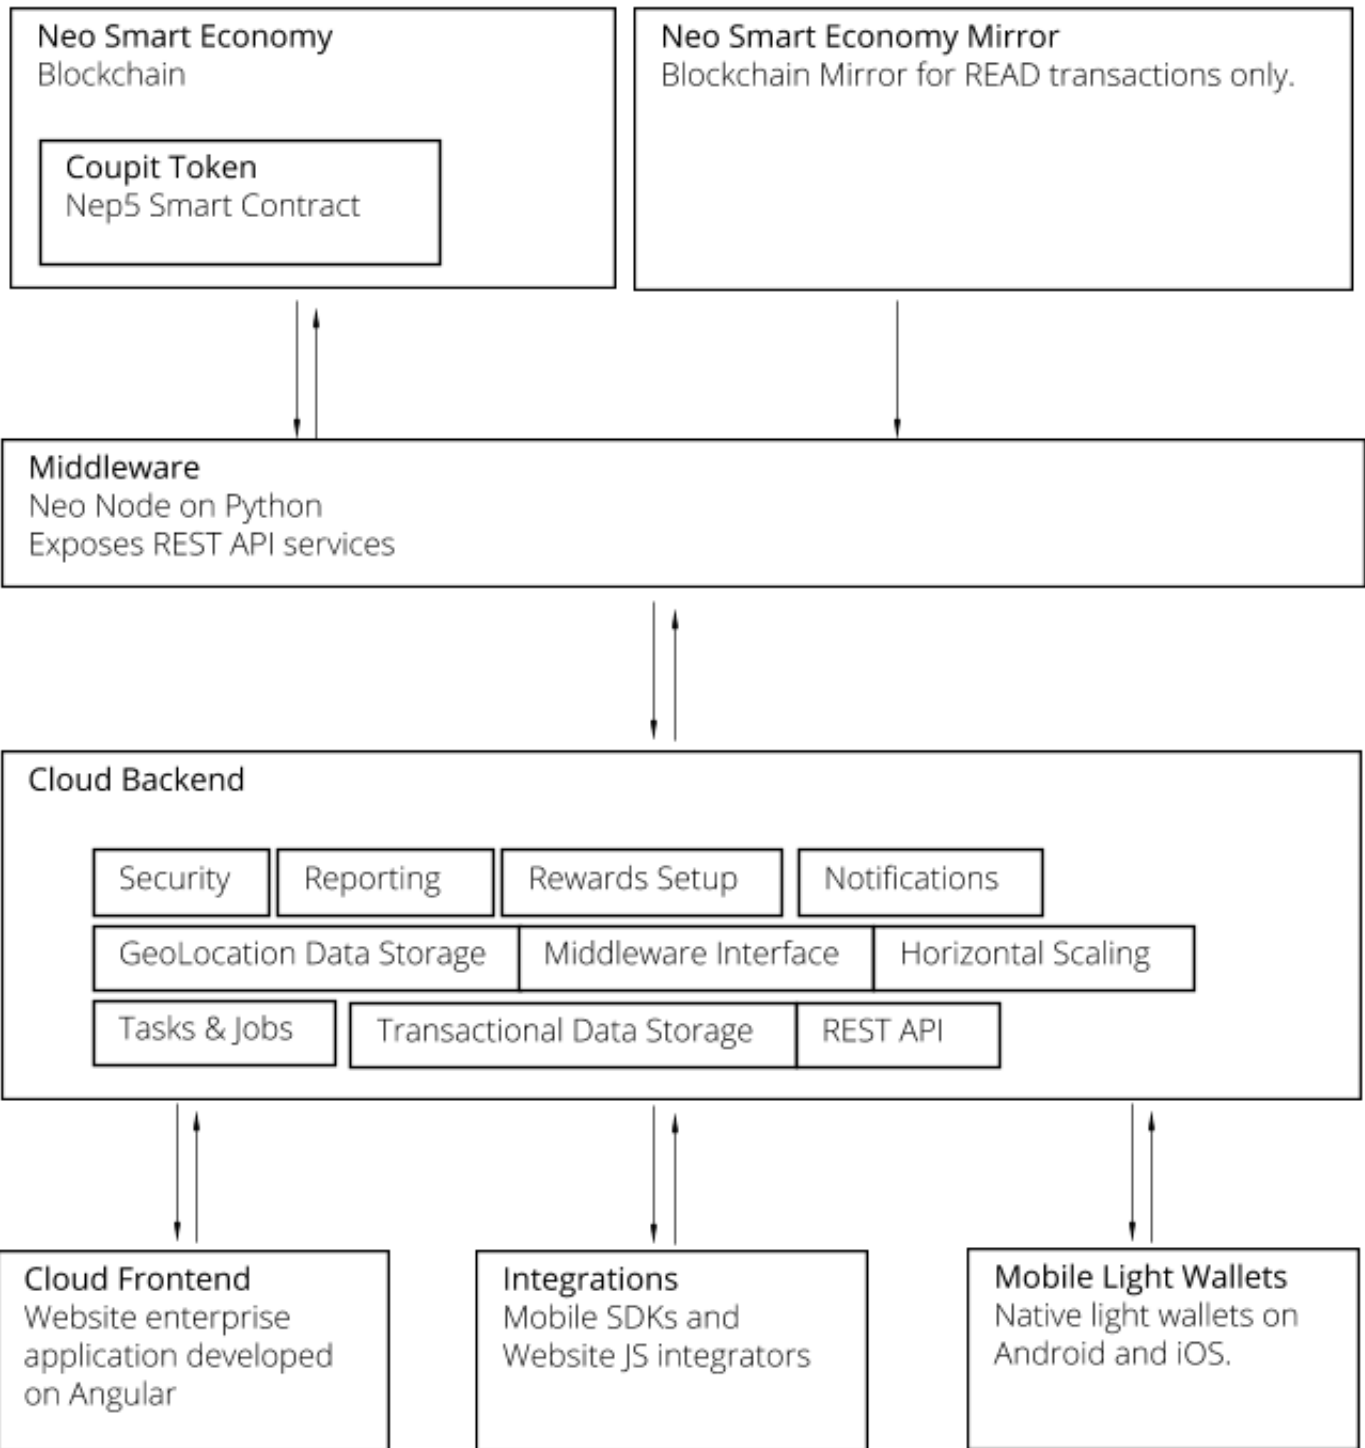 Neo Smart Economy
Blockchain
Coupit Token
Nep5 Smart Contract
Neo Smart Economy Mirror
Blockchain Mirror for READ transactions only.
Middleware
Neo Node on Python
Exposes REST API services
Cloud Backend
Security
Reporting
Rewards Setup
Notifications
GeoLocation Data Storage
Middleware Interface
Horizontal Scaling
Tasks & Jobs
Transactional Data Storage
REST API
Cloud Frontend
Website enterprise
application developed
on Angular
Integrations
Mobile SDKs and
Website JS integrators
Mobile Light Wallets
Native light wallets on
Android and iOS.